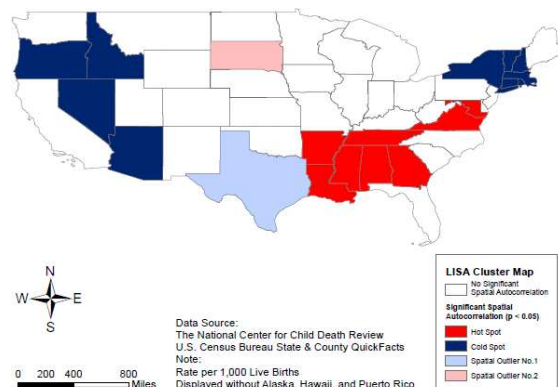 N
W E
S
0 200 400 800
Miles
Data Source:
The National Center for Child Death Review
U.S. Census Bureau State & County QuickFacts
Note:
Rate per 1,000 Live Births
Displayed without Alaska, Hawaii, and Puerto Rico
LISA Cluster Map
No Significant
Spatial Autocorrelation
Significant Spatial
Autocorrelation (p < 0.05)
Hot Spot
Cold Spot
Spatial Outlier No.1
Spatial Outlier No.2